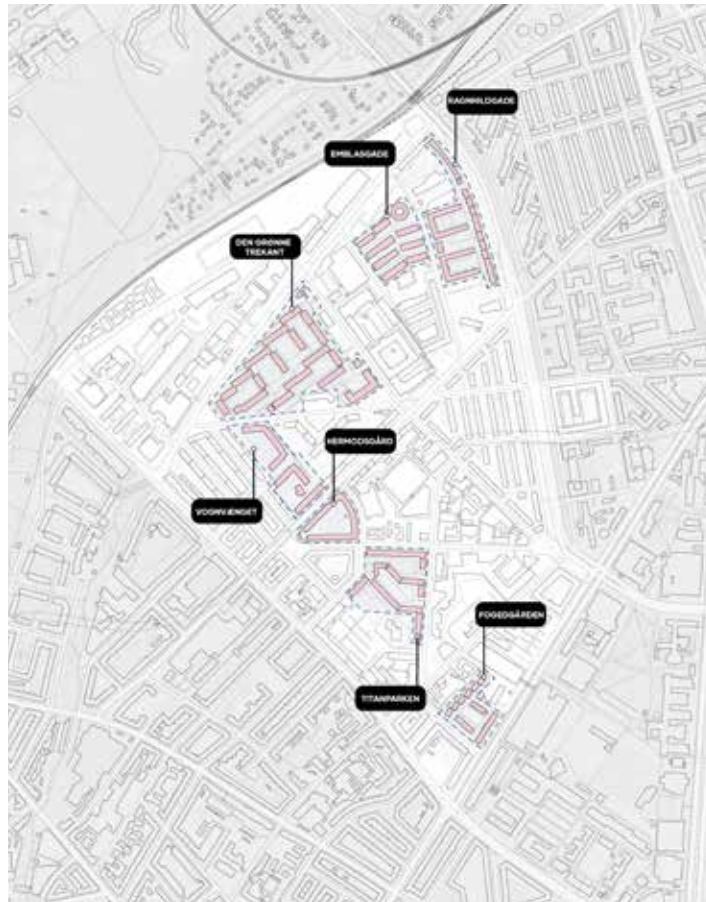 RAGNHILDGADE
EMBLASGADE
DEN GRØNNE
TREKANT
HERMODSGÅRD
VOGNVÆNGET
FOGEDGÅRDEN
TITANPARKEN